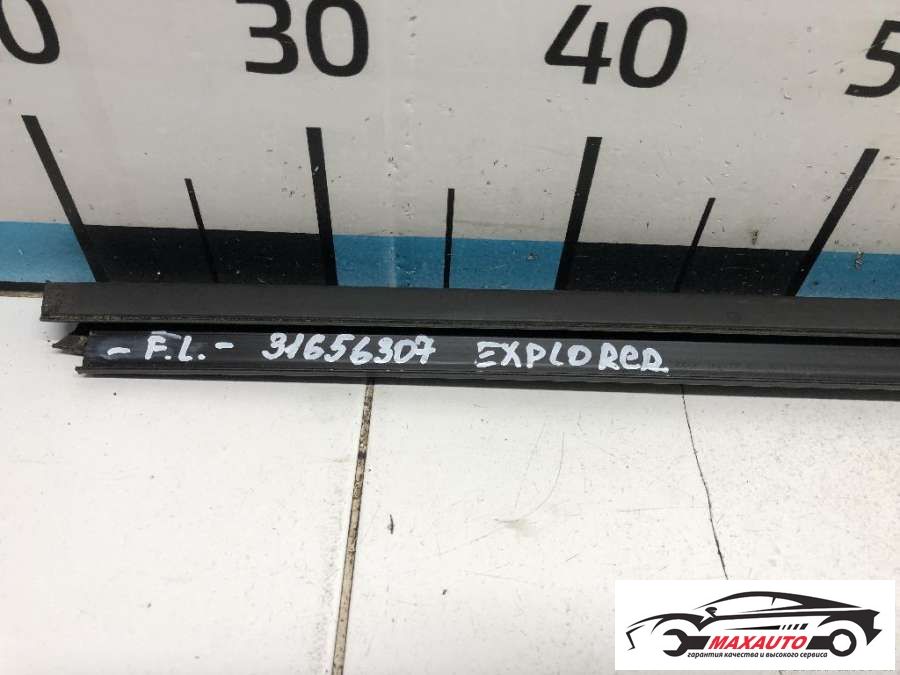 30 40
- F.L. - 31656307 EXPLORER
MAXAUTO
гарантия качества и высокого сервиса